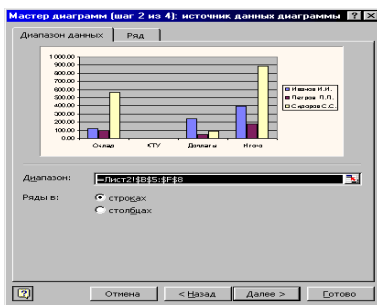 Мастер диаграмм (шаг 2 из 4): источник данных диаграммы
Диапазон данных Ряд
1000.00
900.00
800.00
700.00
600.00
500.00
400.00
300.00
200.00
100.00
0.00
Оклад КТУ Доплаты Итого
Иванов И.И.
Петров П.П.
Сидоров С.С.
Диапазон: =Лист2!$B$5:$F$8
Ряды в: строках
столбцах
Отмена < Назад Далее > Готово